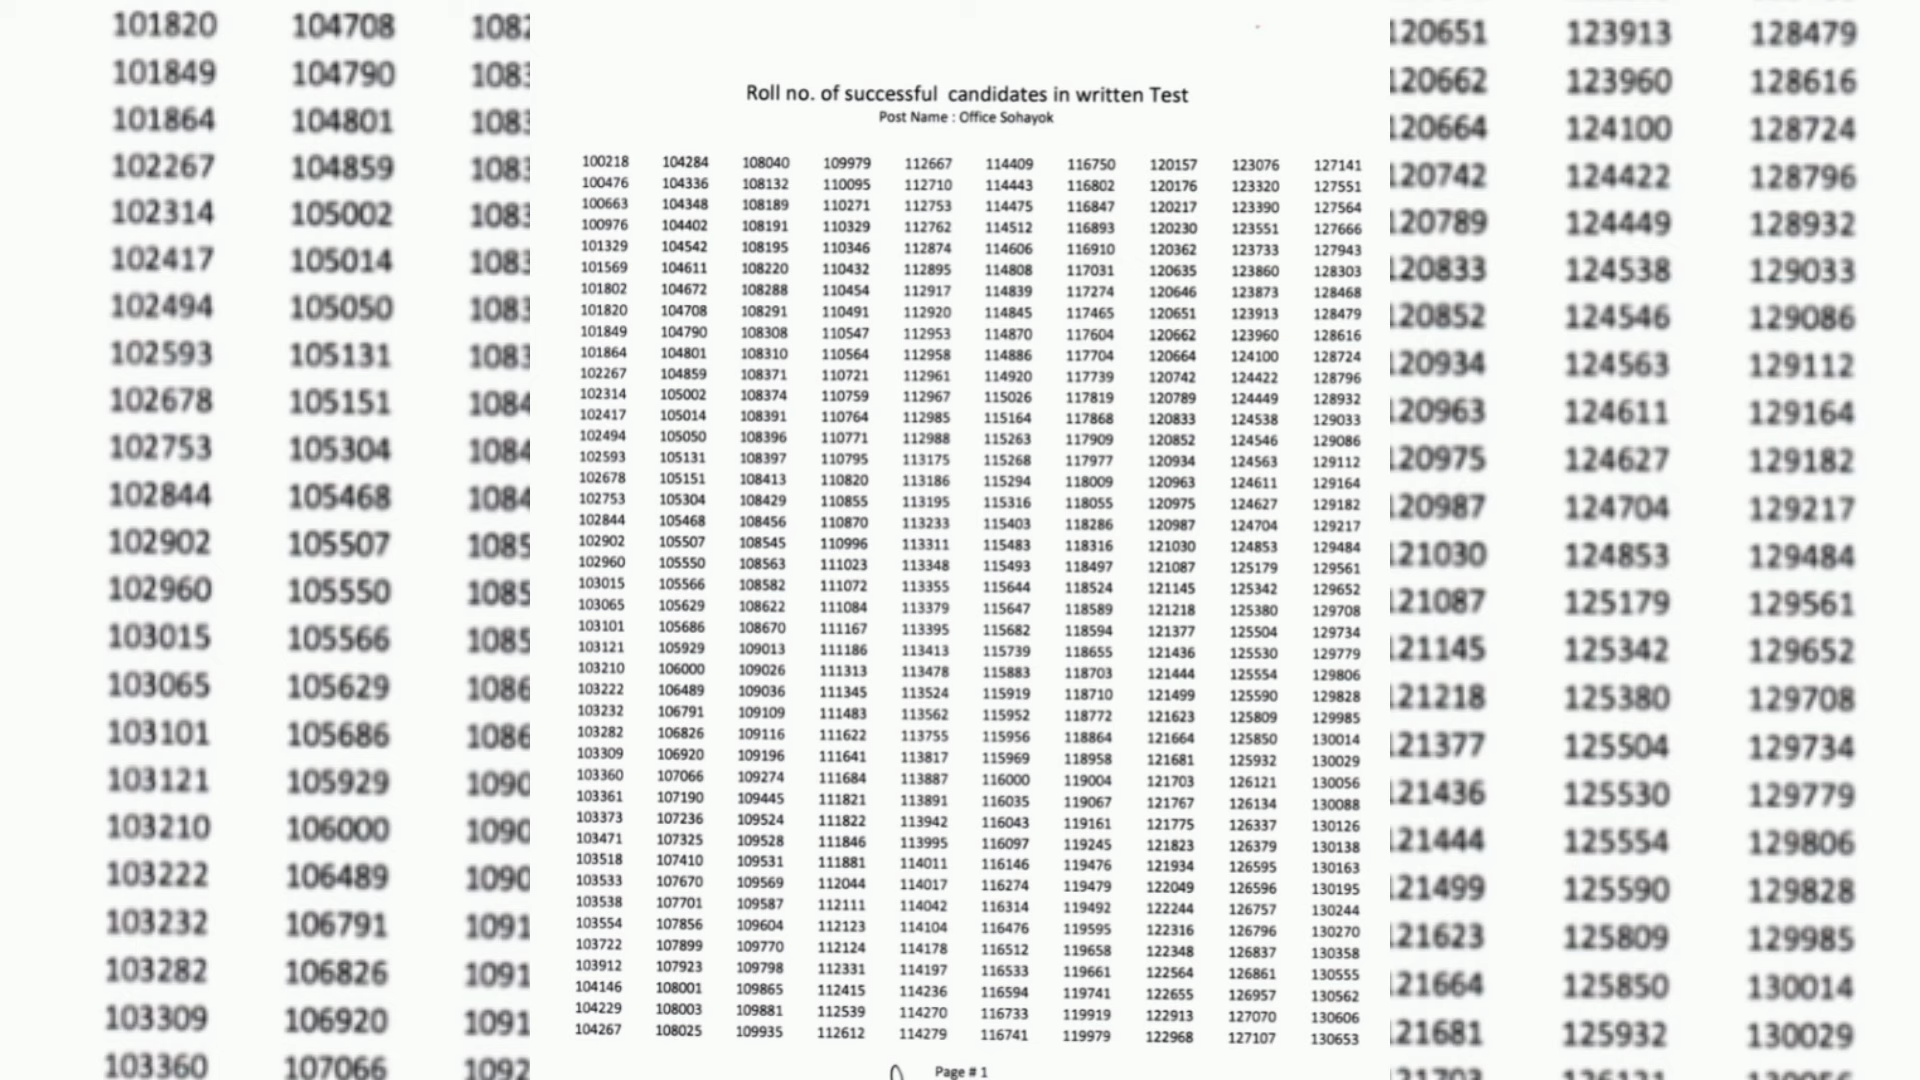 Roll no. of successful candidates in written Test
Post Name : Office Sohayok
100218 104284 108040 109979 112667 114409 116750 120157 123076 127141
100476 104336 108132 110095 112710 114443 116802 120176 123320 127551
100663 104348 108189 110271 112753 114475 116847 120217 123390 127564
100976 104402 108191 110329 112762 114512 116893 120230 123551 127666
101329 104542 108195 110346 112874 114606 116910 120362 123733 127943
101569 104611 108220 110432 112895 114808 117031 120635 123860 128303
101802 104672 108288 110454 112917 114839 117274 120646 123873 128468
101820 104708 108291 110491 112920 114845 117465 120651 123913 128479
101849 104790 108308 110547 112953 114870 117604 120662 123960 128616
101864 104801 108310 110564 112958 114886 117704 120664 124100 128724
102267 104859 108371 110721 112961 114920 117739 120742 124422 128796
102314 105002 108374 110759 112967 115026 117819 120789 124449 128932
102417 105014 108391 110764 112985 115164 117868 120833 124538 129033
102494 105050 108396 110771 112988 115263 117909 120852 124546 129086
102593 105131 108397 110795 113175 115268 117977 120934 124563 129112
102678 105151 108413 110820 113186 115294 118009 120963 124611 129164
102753 105304 108429 110855 113195 115316 118055 120975 124627 129182
102844 105468 108456 110870 113233 115403 118286 120987 124704 129217
102902 105507 108545 110996 113311 115483 118316 121030 124853 129484
102960 105550 108563 111023 113348 115493 118497 121087 125179 129561
103015 105566 108582 111072 113355 115644 118524 121145 125342 129652
103065 105629 108622 111084 113379 115647 118589 121218 125380 129708
103101 105686 108670 111167 113395 115682 118594 121377 125504 129734
103121 105929 109013 111186 113413 115739 118655 121436 125530 129779
103210 106000 109026 111313 113478 115883 118703 121444 125554 129806
103222 106489 109036 111345 113524 115919 118710 121499 125590 129828
103232 106791 109109 111483 113562 115952 118772 121623 125809 129985
103282 106826 109116 111622 113755 115956 118864 121664 125850 130014
103309 106920 109196 111641 113817 115969 118958 121681 125932 130029
103360 107066 109274 111684 113887 116000 119004 121703 126121 130056
103361 107190 109445 111821 113891 116035 119067 121767 126134 130088
103373 107236 109524 111822 113942 116043 119161 121775 126337 130126
103471 107325 109528 111846 113995 116097 119245 121823 126379 130138
103518 107410 109531 111881 114011 116146 119476 121934 126595 130163
103533 107670 109569 112044 114017 116274 119479 122049 126596 130195
103538 107701 109587 112111 114042 116314 119492 122244 126757 130244
103554 107856 109604 112123 114104 116476 119595 122316 126796 130270
103722 107899 109770 112124 114178 116512 119658 122348 126837 130358
103912 107923 109798 112331 114197 116533 119661 122564 126861 130555
104146 108001 109865 112415 114236 116594 119741 122655 126957 130562
104229 108003 109881 112539 114270 116733 119919 122913 127070 130606
104267 108025 109935 112612 114279 116741 119979 122968 127107 130653
Page # 1